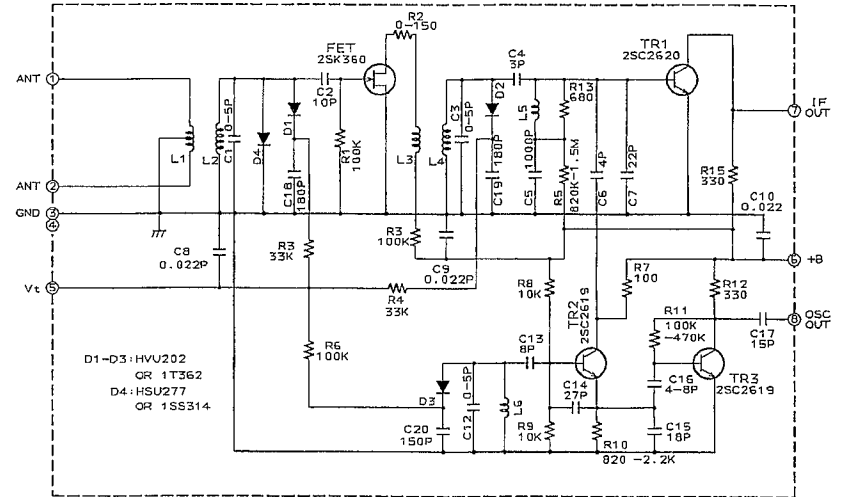 R2
0-150
FET
2SK360
C4
3P
TR1
2SC2620
ANT 1
C2
10P
D2
R13
680
7 IF
OUT
C3
0-5P
L5
D1
C1
0-5P
D4
R1
100K
L1
L2
L3
L4
180P
1000P
4P
22P
R15
330
C18
180P
C19
C5
R5
820K-1.5M
C6
C7
C10
0.022
ANT 2
GND 3
4
R3
100K
C8
0.022P
R3
33K
C9
0.022P
6 +B
Vt 5
R4
33K
R8
10K
R7
100
R12
330
TR2
2SC2619
R11
100K
-470K
8 OSC
OUT
C17
15P
R6
100K
C13
8P
D1-D3:HVU202
OR 1T362
D4:HSU277
OR 1SS314
TR3
2SC2619
C16
4-8P
D3
0-5P
C12
L6
C14
27P
C20
150P
R9
10K
C15
18P
R10
820 -2.2K